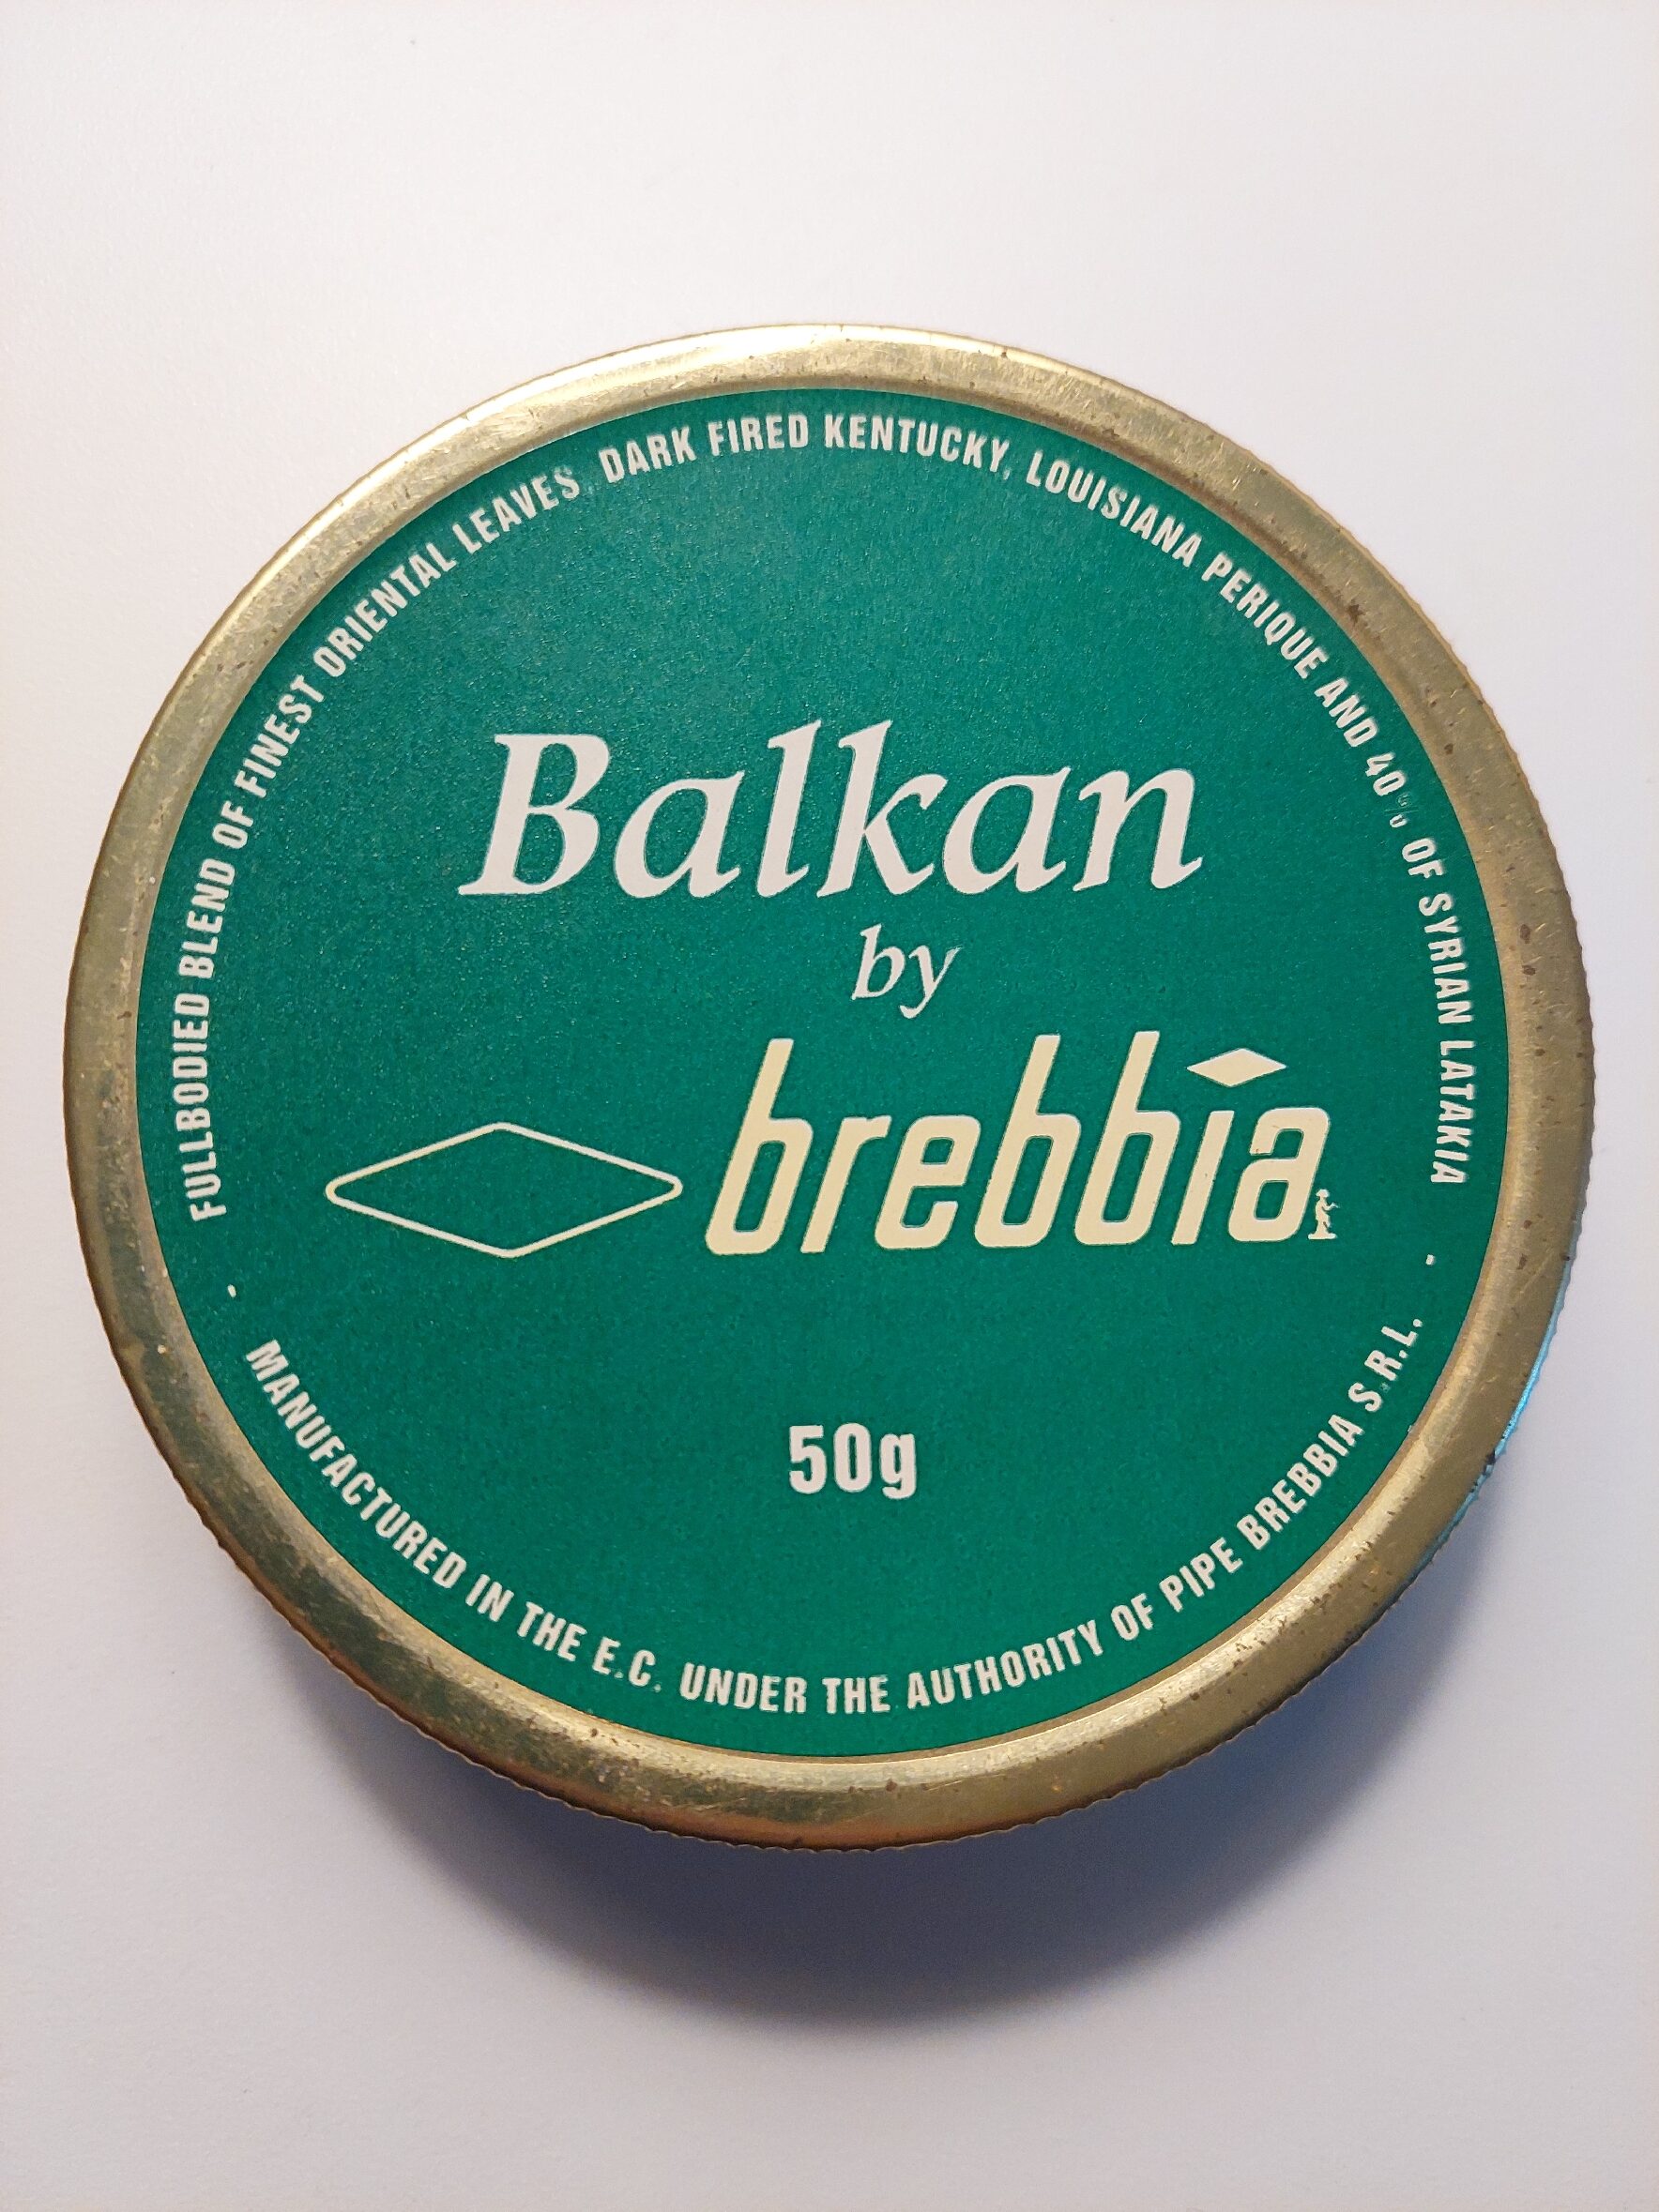 FULLBODIED BLEND OF FINEST ORIENTAL LEAVES, DARK FIRED KENTUCKY, LOUISIANA PERIQUE AND 40% OF SYRIAN LATAKIA
Balkan
by
brebbia
50g
· MANUFACTURED IN THE E.C. UNDER THE AUTHORITY OF PIPE BREBBIA S.R.L. ·